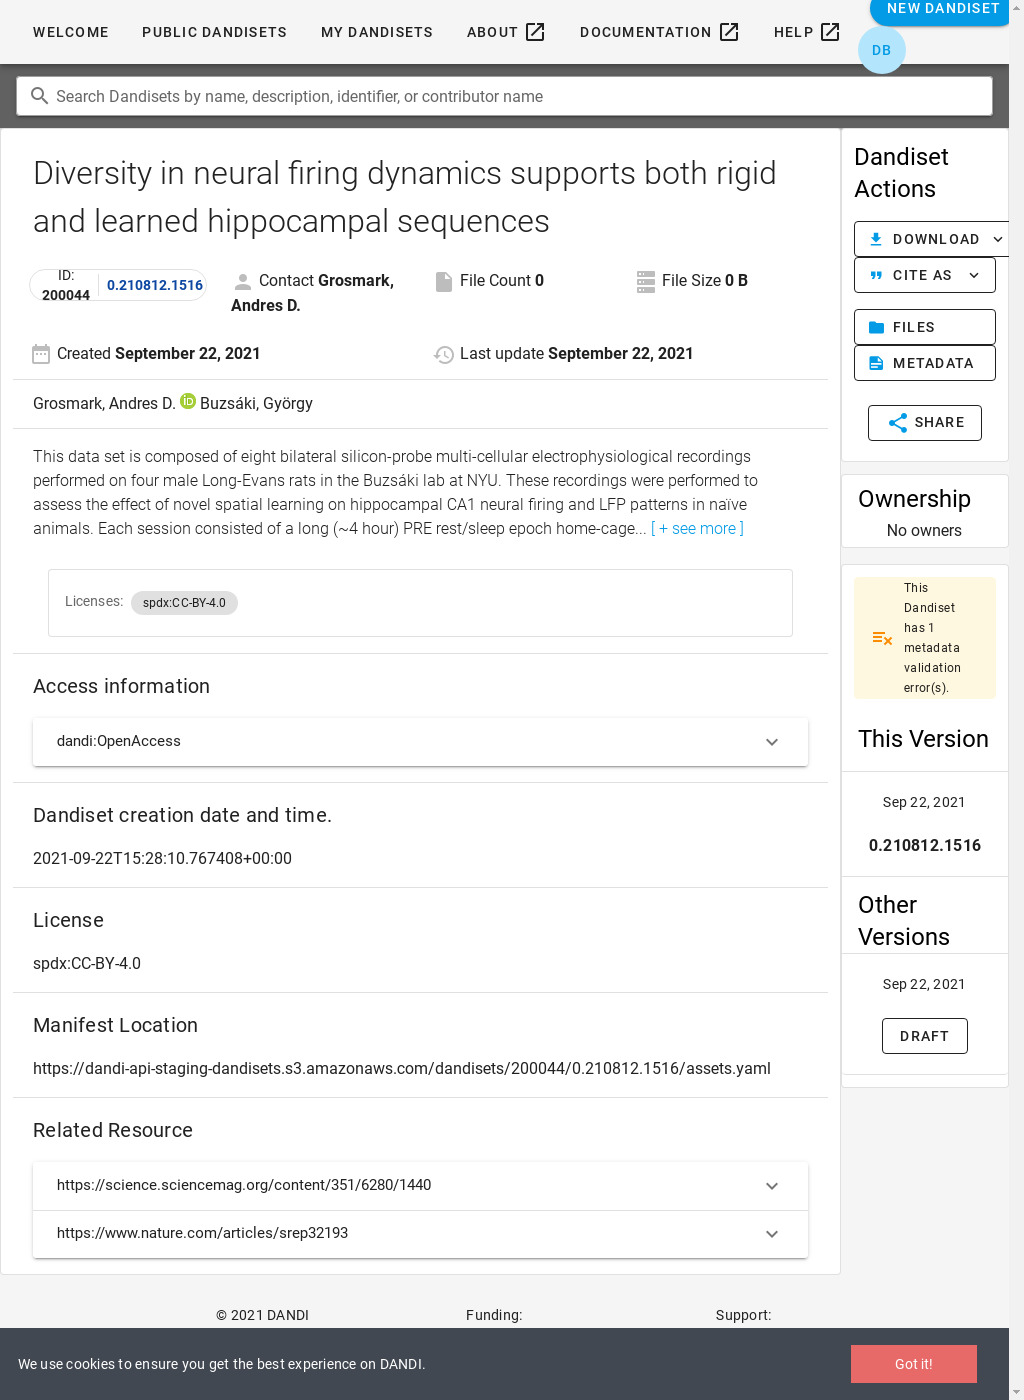 WELCOME PUBLIC DANDISETS MY DANDISETS ABOUT DOCUMENTATION HELP NEW DANDISET
DB
Search Dandisets by name, description, identifier, or contributor name
Diversity in neural firing dynamics supports both rigid
and learned hippocampal sequences
ID:
200044
0.210812.1516
Contact Grosmark,
Andres D.
File Count 0
File Size 0 B
Created September 22, 2021
Last update September 22, 2021
Grosmark, Andres D. iD Buzsáki, György
This data set is composed of eight bilateral silicon-probe multi-cellular electrophysiological recordings
performed on four male Long-Evans rats in the Buzsáki lab at NYU. These recordings were performed to
assess the effect of novel spatial learning on hippocampal CA1 neural firing and LFP patterns in naïve
animals. Each session consisted of a long (~4 hour) PRE rest/sleep epoch home-cage... [ + see more ]
Licenses: spdx:CC-BY-4.0
Access information
dandi:OpenAccess
Dandiset creation date and time.
2021-09-22T15:28:10.767408+00:00
License
spdx:CC-BY-4.0
Manifest Location
https://dandi-api-staging-dandisets.s3.amazonaws.com/dandisets/200044/0.210812.1516/assets.yaml
Related Resource
https://science.sciencemag.org/content/351/6280/1440
https://www.nature.com/articles/srep32193
Dandiset
Actions
DOWNLOAD
CITE AS
FILES
METADATA
SHARE
Ownership
No owners
This
Dandiset
has 1
metadata
validation
error(s).
This Version
Sep 22, 2021
0.210812.1516
Other
Versions
Sep 22, 2021
DRAFT
© 2021 DANDI Funding: Support:
We use cookies to ensure you get the best experience on DANDI.
Got it!